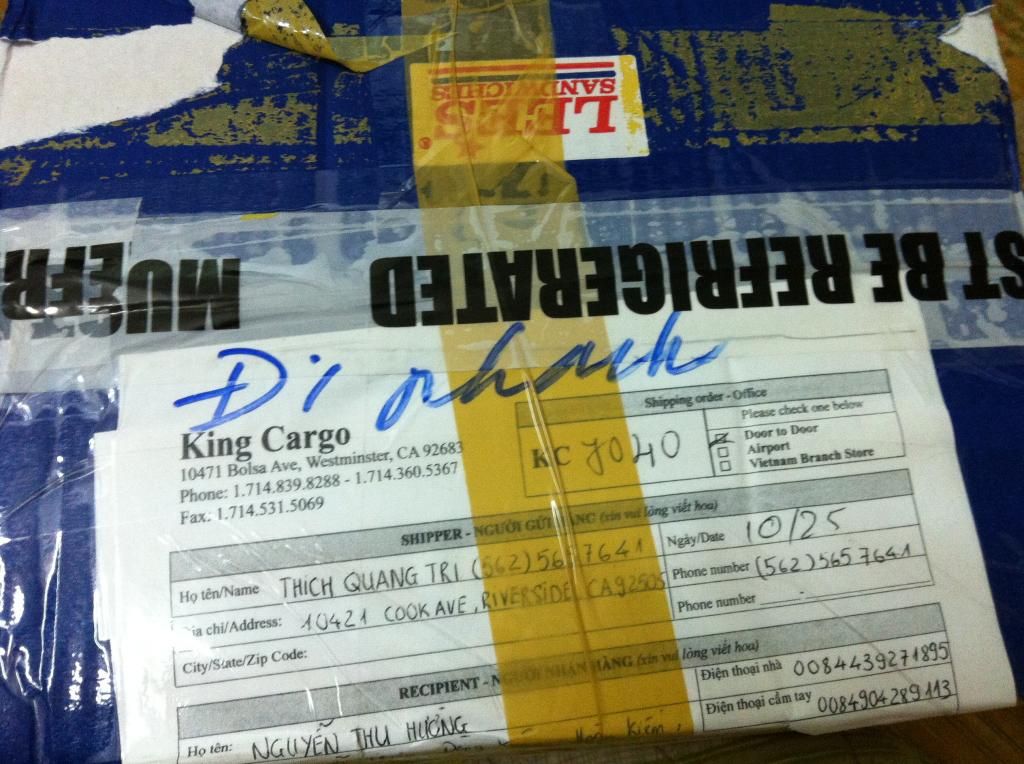 LEE'S
SANDWICHES
MUST BE REFRIGERATED
Đi
King Cargo
10471 Bolsa Ave, Westminster, CA 92683
Phone: 1.714.839.8288 - 1.714.360.5367
Fax: 1.714.531.5069
Shipping order - Office
KC 7040
Please check one below
Door to Door
Airport
Vietnam Branch Store
SHIPPER - NGƯỜI GỬI HÀNG (xin vui lòng viết hoa)
Họ tên/Name THICH QUANG TRI (562) 565 7641
Ngày/Date 10/25
Địa chỉ/Address: 10421 COOK AVE, RIVERSIDE, CA 92505
Phone number (562) 565 7641
City/State/Zip Code:
Phone number
RECIPIENT - NGƯỜI NHẬN HÀNG (xin vui lòng viết hoa)
Điện thoại nhà 0084439271895
Họ tên: NGUYỄN THU HƯỜNG
Điện thoại cầm tay 0084904289113
Hoàn Kiếm,